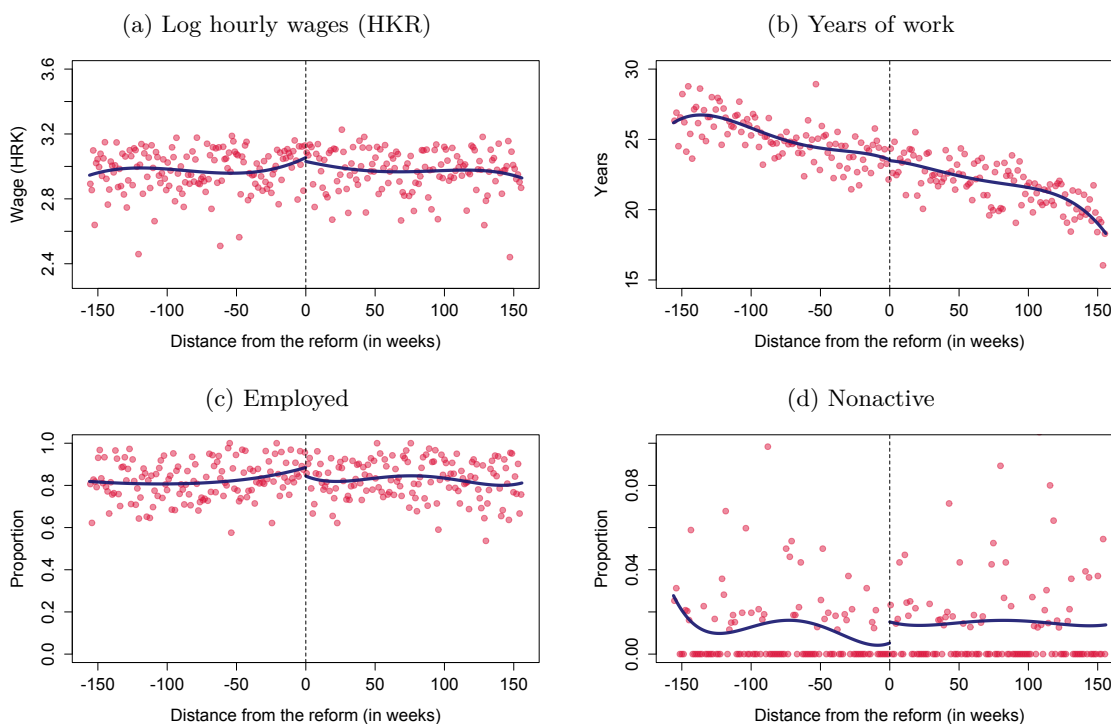 (a) Log hourly wages (HKR)
Wage (HRK)
3.6
3.2
2.8
2.4
-150 -100 -50 0 50 100 150
Distance from the reform (in weeks)
(b) Years of work
Years
30
25
20
15
-150 -100 -50 0 50 100 150
Distance from the reform (in weeks)
(c) Employed
Proportion
1.0
0.8
0.6
0.4
0.2
0.0
-150 -100 -50 0 50 100 150
Distance from the reform (in weeks)
(d) Nonactive
Proportion
0.08
0.04
0.00
-150 -100 -50 0 50 100 150
Distance from the reform (in weeks)